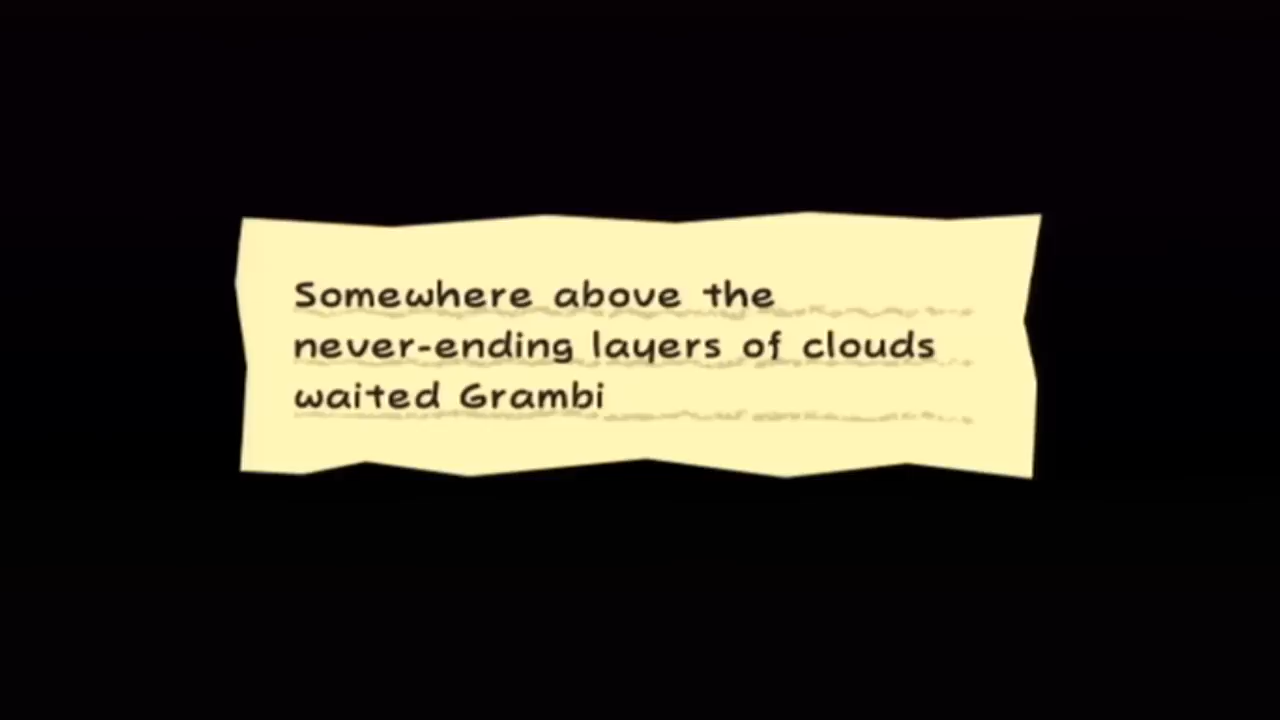 Somewhere above the
never-ending layers of clouds
waited Grambi